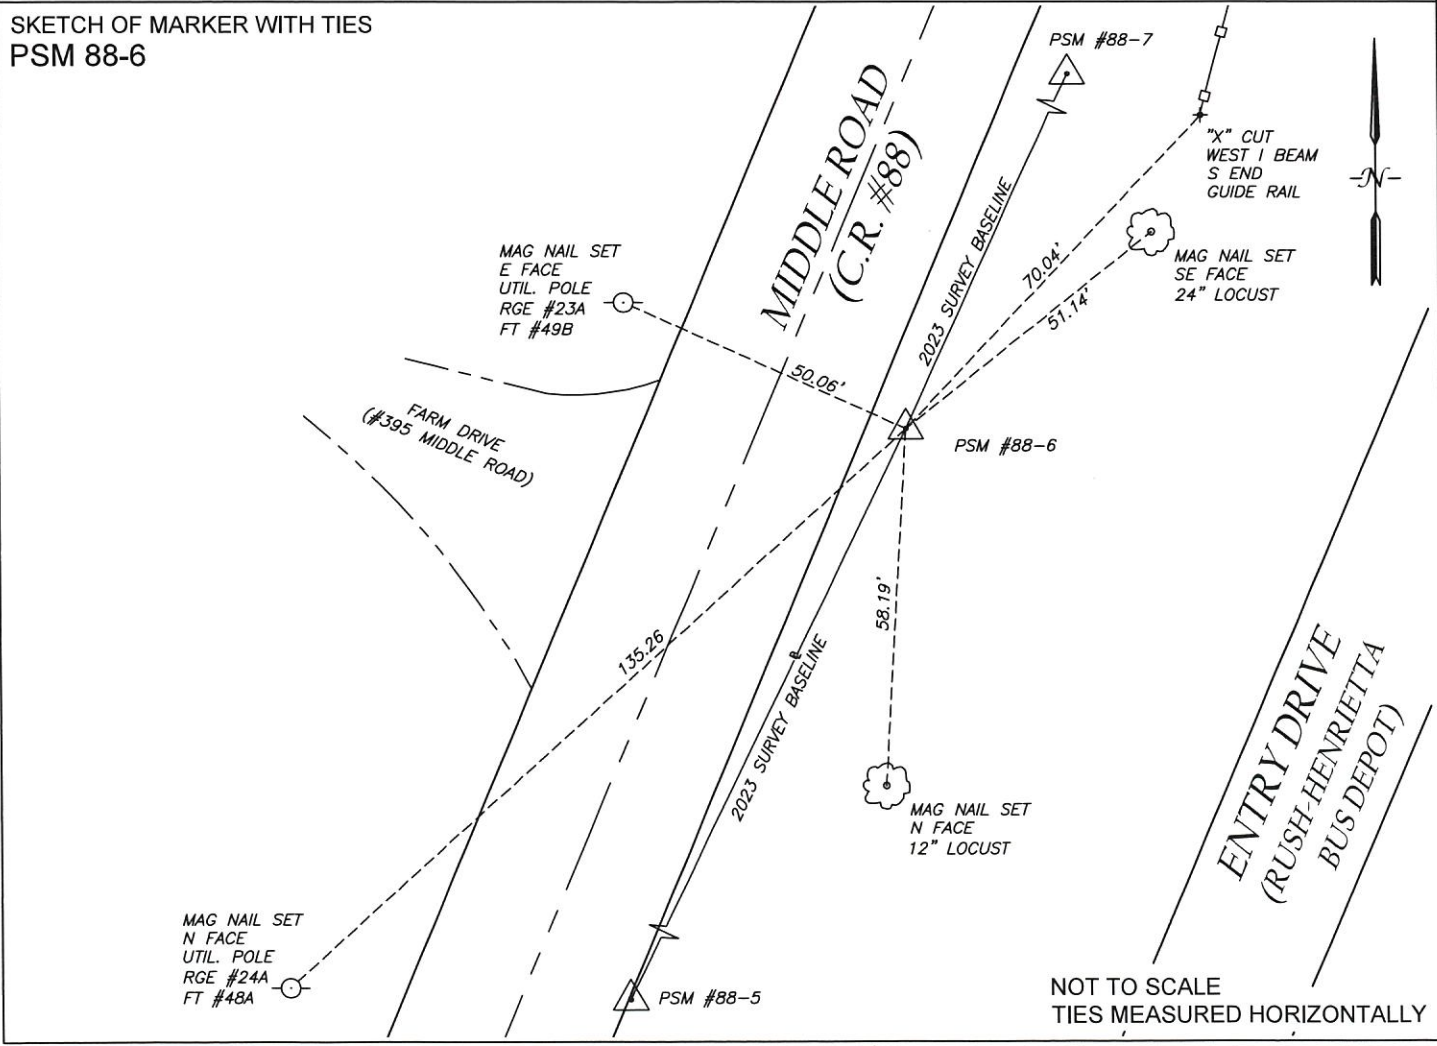 SKETCH OF MARKER WITH TIES
PSM 88-6
PSM #88-7
MIDDLE ROAD
(C.R. #88)
"X" CUT
WEST I BEAM
S END
GUIDE RAIL
N
MAG NAIL SET
E FACE
UTIL. POLE
RGE #23A
FT #49B
MAG NAIL SET
SE FACE
24" LOCUST
2023 SURVEY BASELINE
70.04'
51.14'
50.06'
FARM DRIVE
(#395 MIDDLE ROAD)
PSM #88-6
58.19'
135.26
2023 SURVEY BASELINE
MAG NAIL SET
N FACE
12" LOCUST
ENTRY DRIVE
(RUSH-HENRIETTA
BUS DEPOT)
MAG NAIL SET
N FACE
UTIL. POLE
RGE #24A
FT #48A
PSM #88-5
NOT TO SCALE
TIES MEASURED HORIZONTALLY